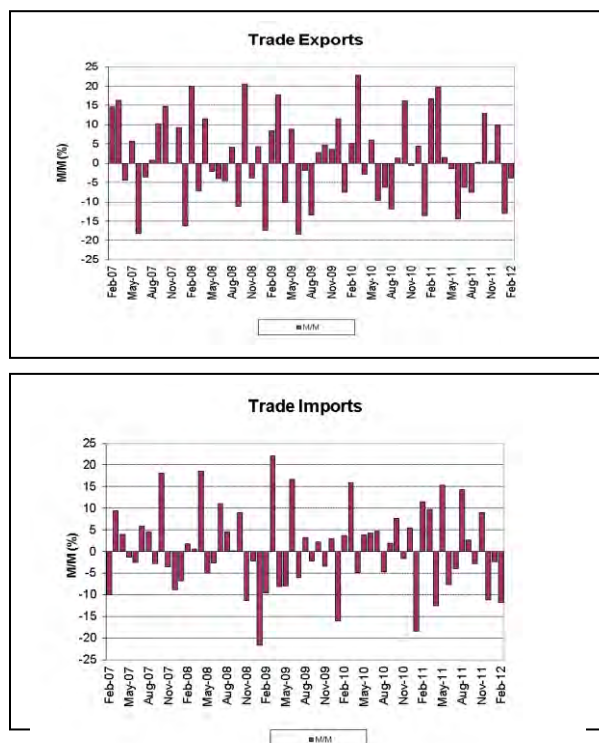 Trade Exports
M/M (%)
25
20
15
10
5
0
-5
-10
-15
-20
-25
Feb-07
May-07
Aug-07
Nov-07
Feb-08
May-08
Aug-08
Nov-08
Feb-09
May-09
Aug-09
Nov-09
Feb-10
May-10
Aug-10
Nov-10
Feb-11
May-11
Aug-11
Nov-11
Feb-12
M/M
Trade Imports
M/M (%)
25
20
15
10
5
0
-5
-10
-15
-20
-25
Feb-07
May-07
Aug-07
Nov-07
Feb-08
May-08
Aug-08
Nov-08
Feb-09
May-09
Aug-09
Nov-09
Feb-10
May-10
Aug-10
Nov-10
Feb-11
May-11
Aug-11
Nov-11
Feb-12
M/M